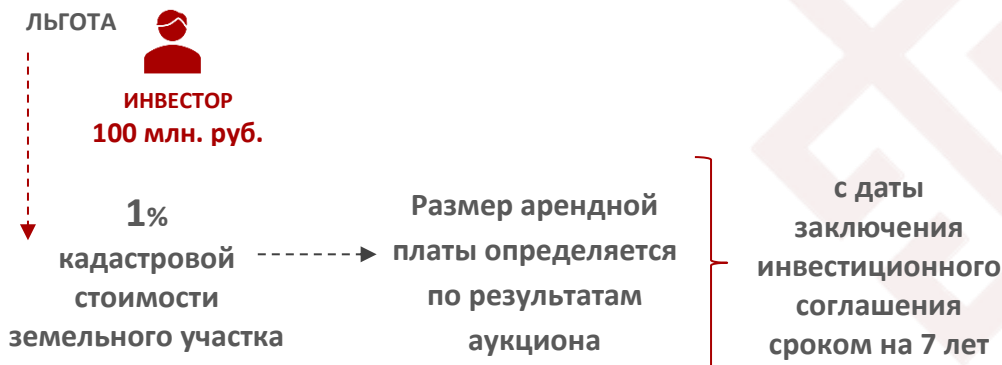 ЛЬГОТА
ИНВЕСТОР
100 млн. руб.
1%
кадастровой
стоимости
земельного участка
Размер арендной
платы определяется
по результатам
аукциона
с даты
заключения
инвестиционного
соглашения
сроком на 7 лет